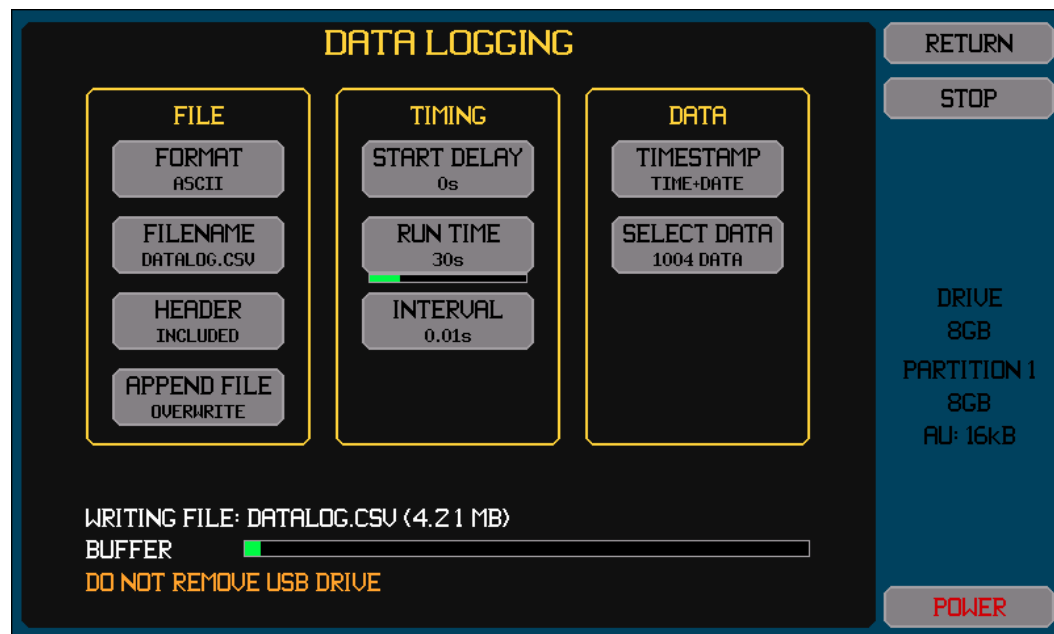 DATA LOGGING
FILE
FORMAT
ASCII
FILENAME
DATALOG.CSV
HEADER
INCLUDED
APPEND FILE
OVERWRITE
TIMING
START DELAY
0s
RUN TIME
30s
INTERVAL
0.01s
DATA
TIMESTAMP
TIME+DATE
SELECT DATA
1004 DATA
WRITING FILE: DATALOG.CSV (4.21 MB)
BUFFER
DO NOT REMOVE USB DRIVE
RETURN
STOP
DRIVE
8GB
PARTITION 1
8GB
AU: 16kB
POWER